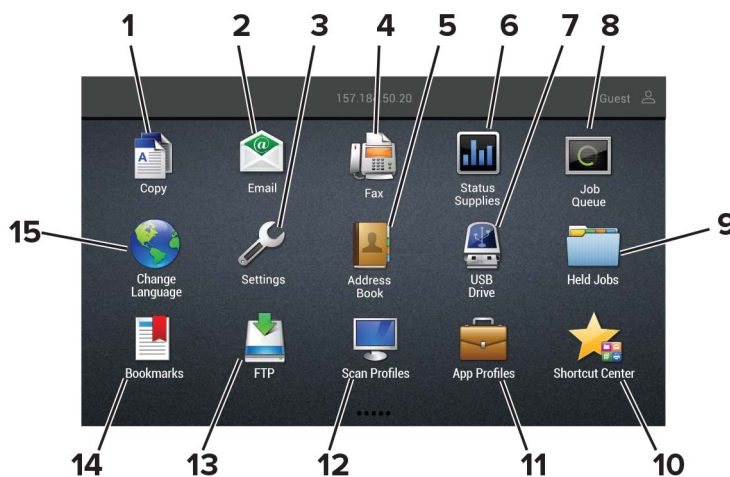 1 2 3 4 5 6 7 8
157.184.50.20 Guest
A @
Copy Email Fax Status Job
Supplies Queue
15 9
Change Settings Address USB Held Jobs
Language Book Drive
Bookmarks FTP Scan Profiles App Profiles Shortcut Center
14 13 12 11 10